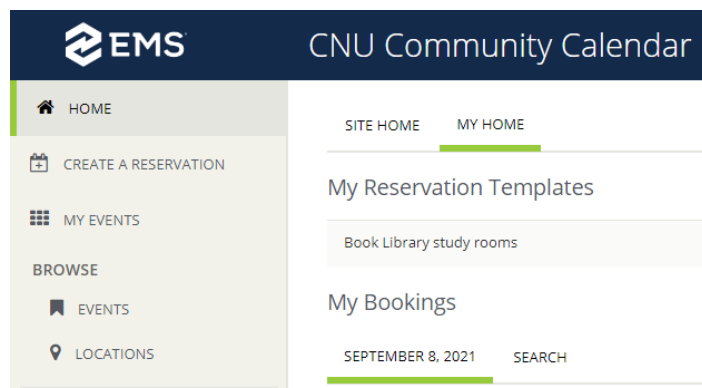 EMS
CNU Community Calendar
HOME
CREATE A RESERVATION
MY EVENTS
BROWSE
EVENTS
LOCATIONS
SITE HOME
MY HOME
My Reservation Templates
Book Library study rooms
My Bookings
SEPTEMBER 8, 2021
SEARCH